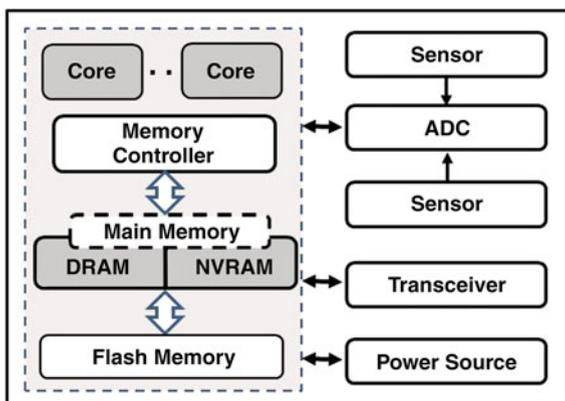 Core . . Core
Memory
Controller
Main Memory
DRAM NVRAM
Flash Memory
Sensor
ADC
Sensor
Transceiver
Power Source